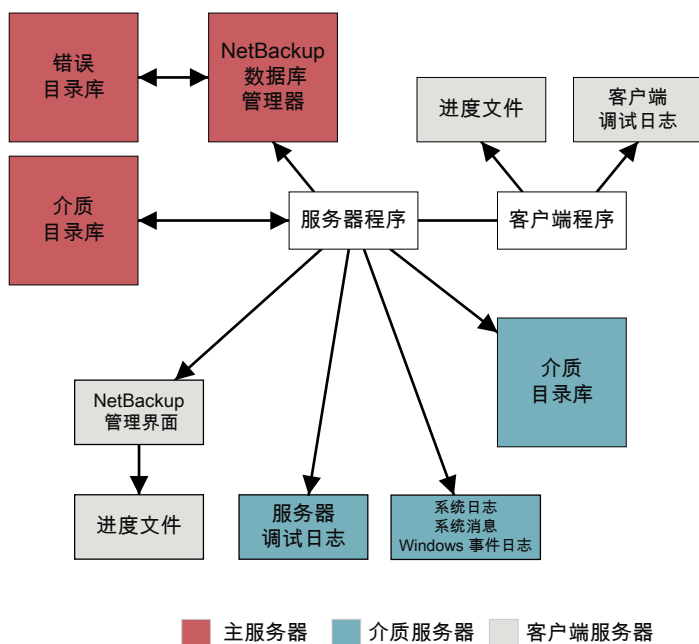 错误
目录库
NetBackup
数据库
管理器
进度文件
客户端
调试日志
介质
目录库
服务器程序
客户端程序
介质
目录库
NetBackup
管理界面
进度文件
服务器
调试日志
系统日志
系统消息
Windows 事件日志
主服务器
介质服务器
客户端服务器